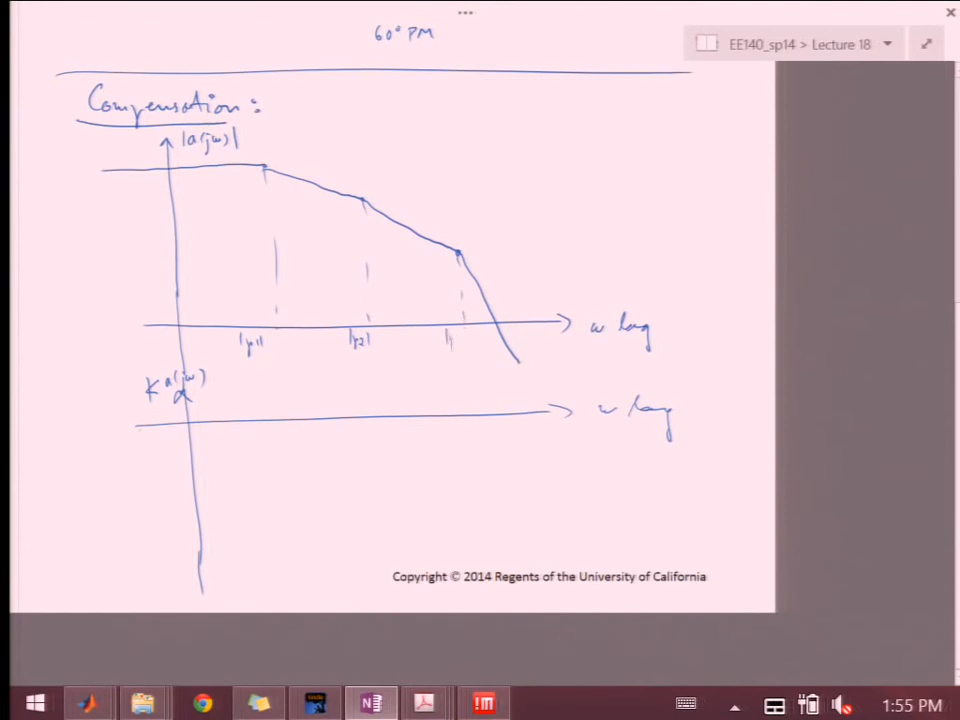 60° PM
EE140_sp14 > Lecture 18
Compensation:
|a(jω)|
ω log
|p1| |p2|
a(jω)
ω log
Copyright © 2014 Regents of the University of California
1:55 PM